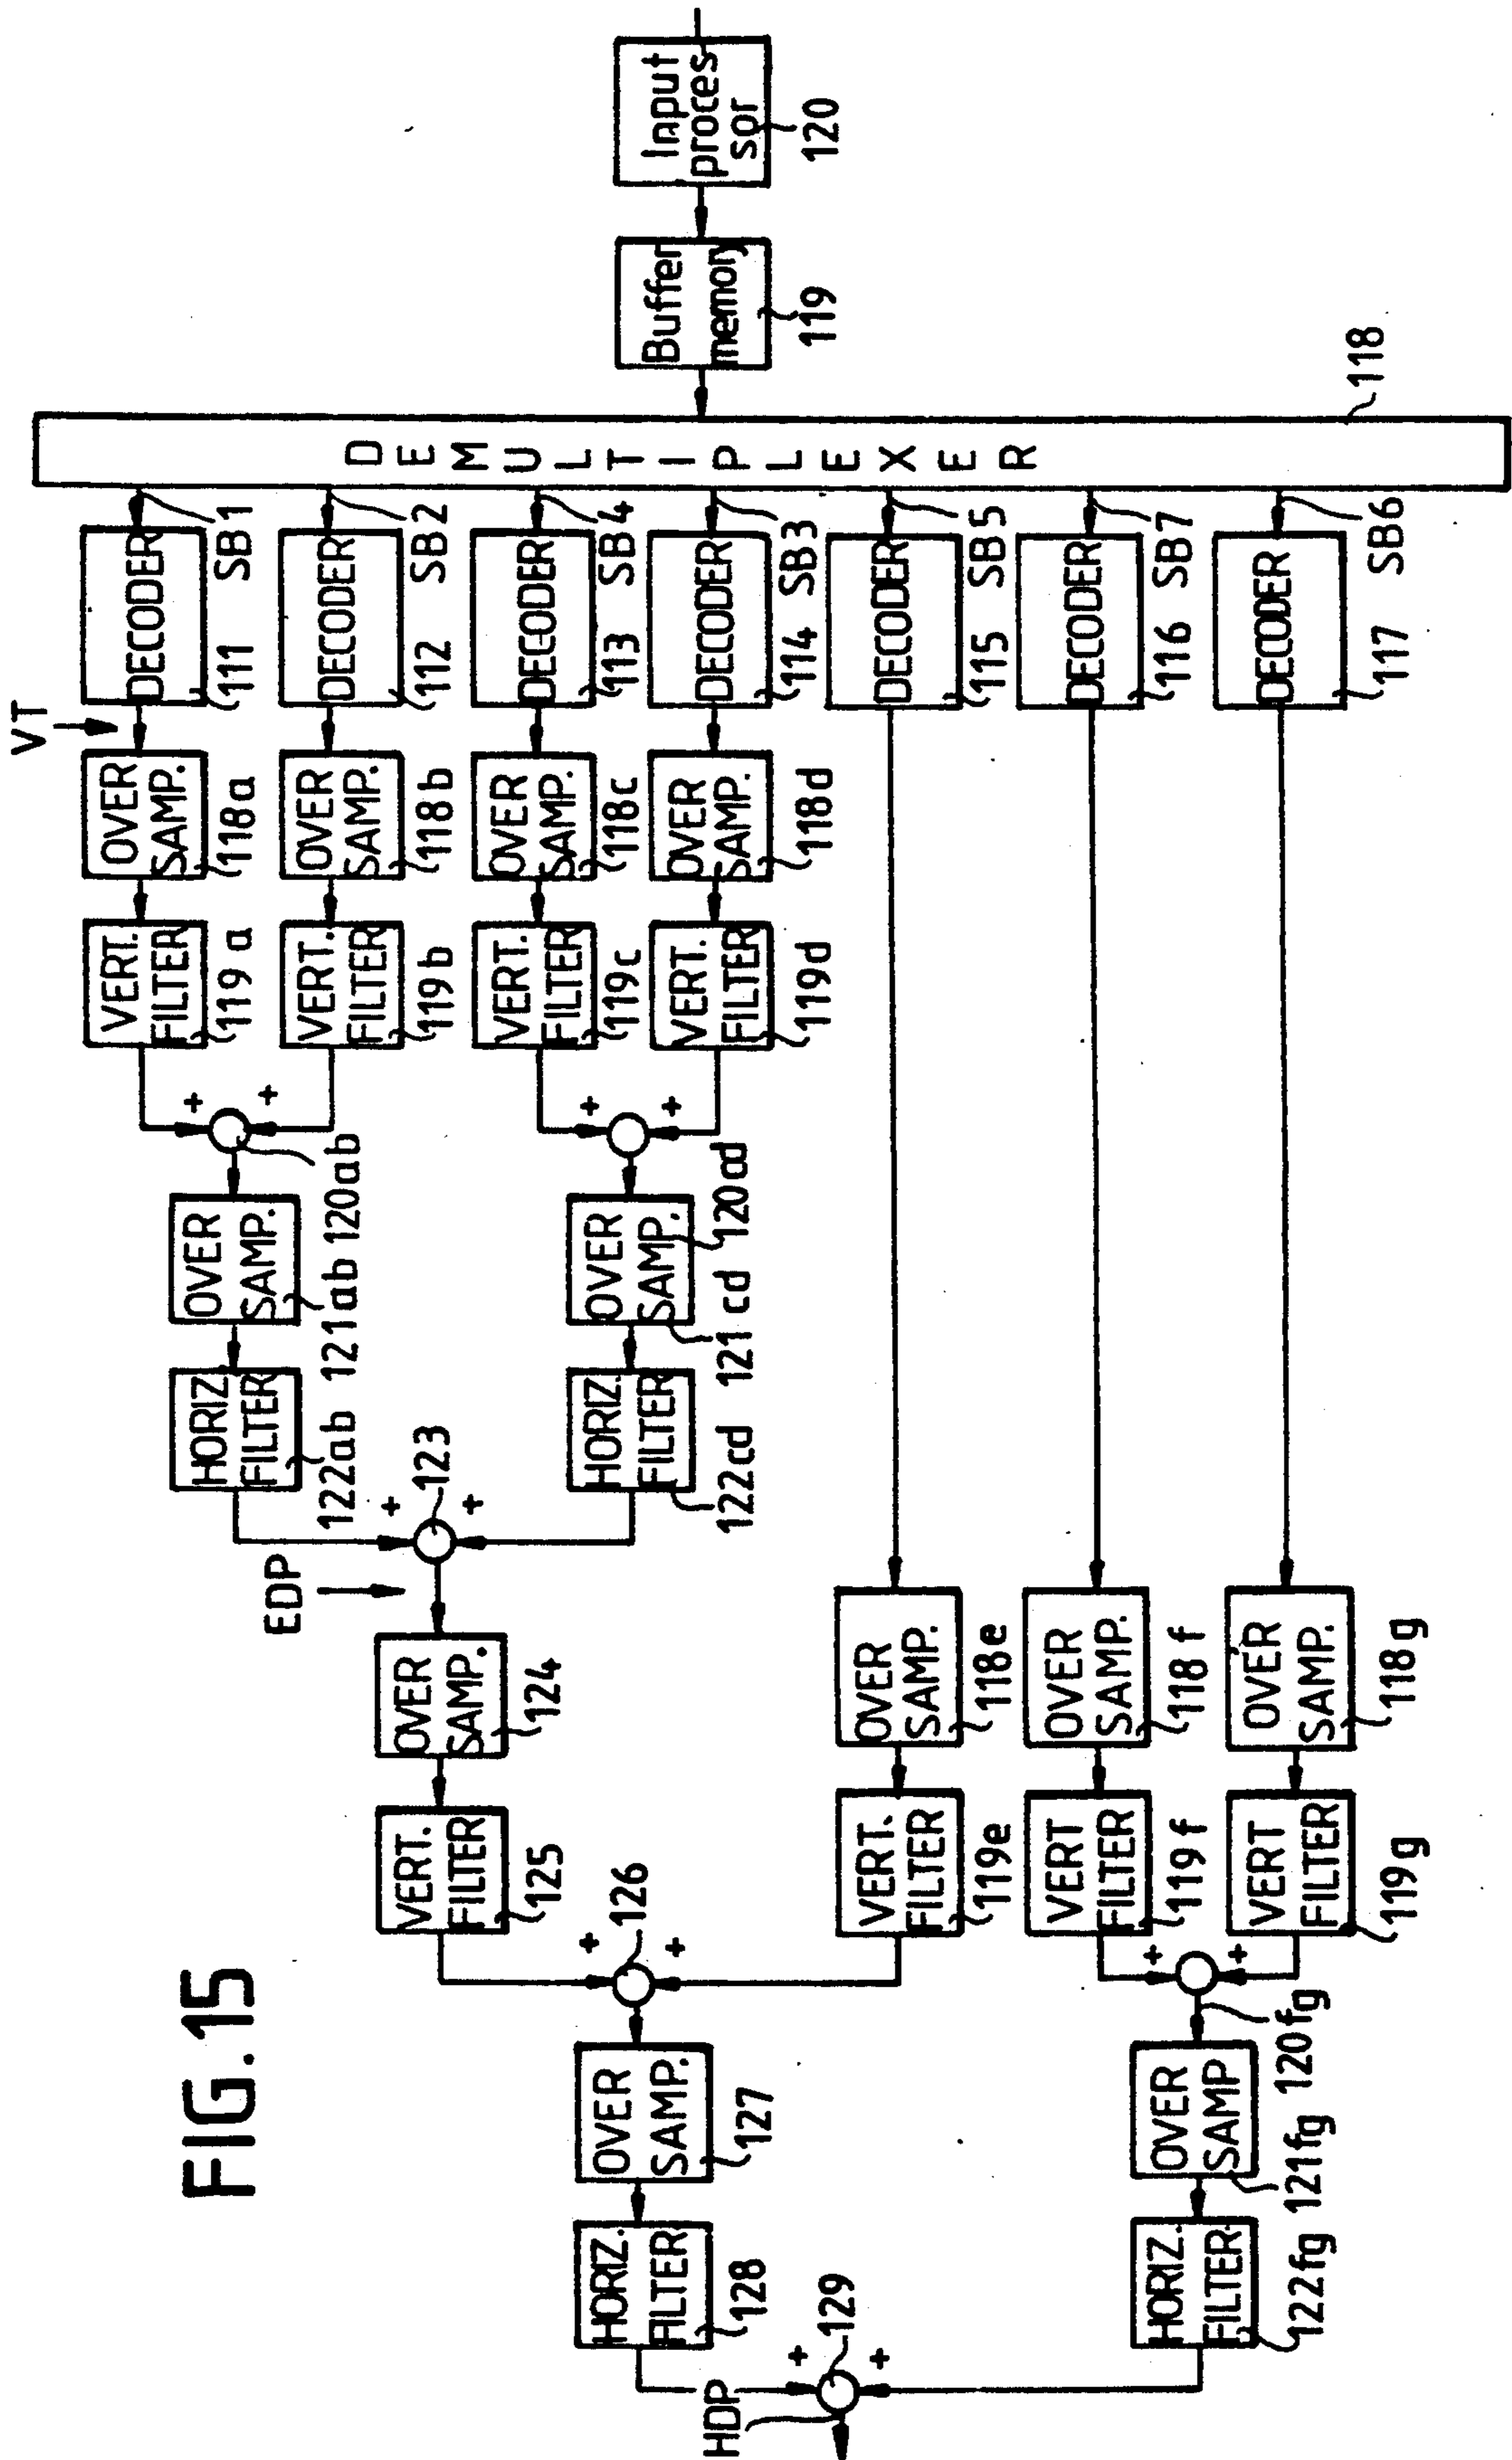 FIG. 15
Input
proces
sor
120
Buffer
memory
119
DEMULTIPLEXER
118
SB1
SB2
SB4
SB3
SB5
SB7
SB6
DECODER
111
DECODER
112
DECODER
113
DECODER
114
DECODER
115
DECODER
116
DECODER
117
VT
OVER
SAMP.
118a
OVER
SAMP.
118b
OVER
SAMP.
118c
OVER
SAMP.
118d
VERT.
FILTER
119a
VERT.
FILTER
119b
VERT.
FILTER
119c
VERT.
FILTER
119d
+
+
120ab
+
+
120cd
OVER
SAMP.
121ab
OVER
SAMP.
121cd
HORIZ.
FILTER
122ab
HORIZ.
FILTER
122cd
+
+
123
EDP
OVER
SAMP.
124
VERT.
FILTER
125
OVER
SAMP.
118e
OVER
SAMP.
118f
OVER
SAMP.
118g
VERT.
FILTER
119e
VERT
FILTER
119f
VERT
FILTER
119g
+
+
126
+
+
120fg
OVER
SAMP.
127
OVER
SAMP
121fg
HORIZ.
FILTER
128
HORIZ.
FILTER
122fg
+
+
129
HDP